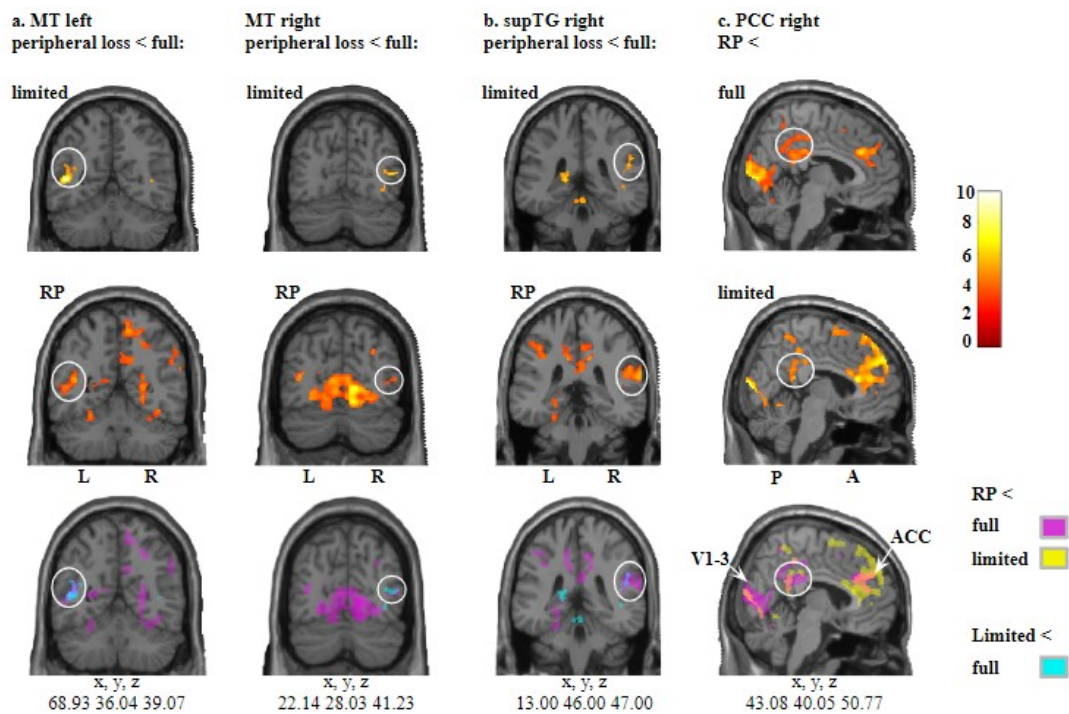 a. MT left
peripheral loss < full:
MT right
peripheral loss < full:
b. supTG right
peripheral loss < full:
c. PCC right
RP <
limited
limited
limited
full
10
8
6
4
2
0
RP
RP
RP
limited
L R
L R
L R
P A
RP <
full
limited
V1-3
ACC
Limited <
full
x, y, z
68.93 36.04 39.07
x, y, z
22.14 28.03 41.23
x, y, z
13.00 46.00 47.00
x, y, z
43.08 40.05 50.77